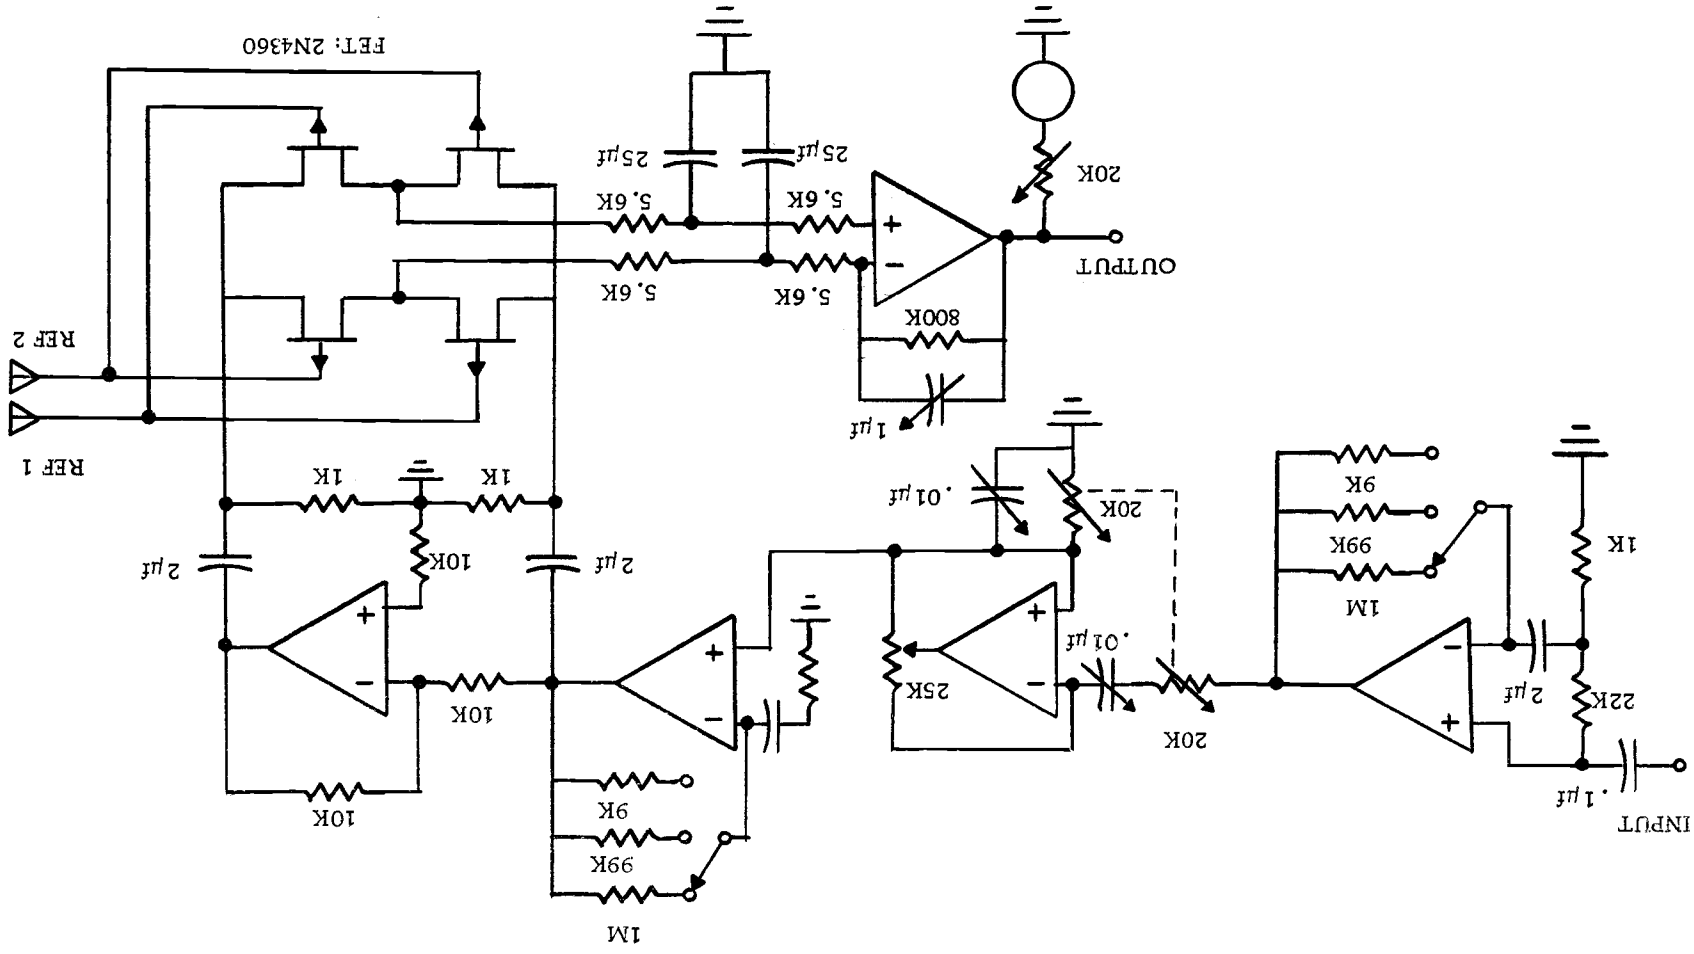 1M
99K
INPUT
10K
9K
.1µf
20K
10K
22K
2µf
25K
.01µf
1M
2µf
2µf
10K
99K
1K
20K
.01µf
9K
1K
1K
REF 1
1µf
REF 2
800K
5.6K
5.6K
OUTPUT
5.6K
5.6K
20K
25µf
25µf
FET: 2N4360